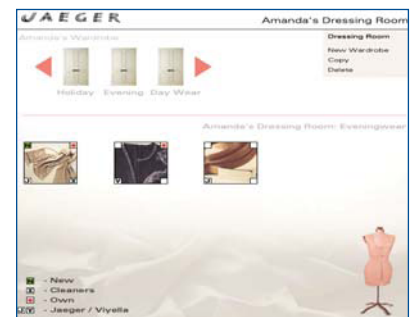 JAEGER
Amanda's Dressing Room
Amanda's Wardrobe
Dressing Room
New Wardrobe
Copy
Delete
Holiday Evening Day Wear
Amanda's Dressing Room: Eveningwear
N - New
X - Cleaners
- Own
J V - Jaeger / Viyella